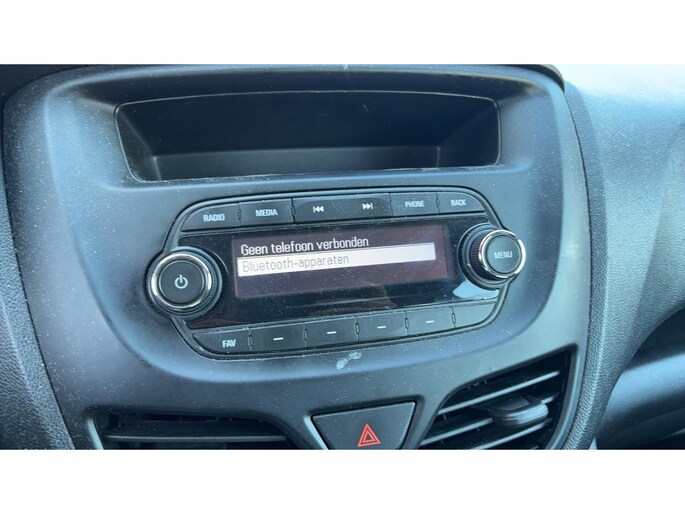 RADIO MEDIA PHONE BACK
Geen telefoon verbonden
Bluetooth-apparaten
MENU
FAV